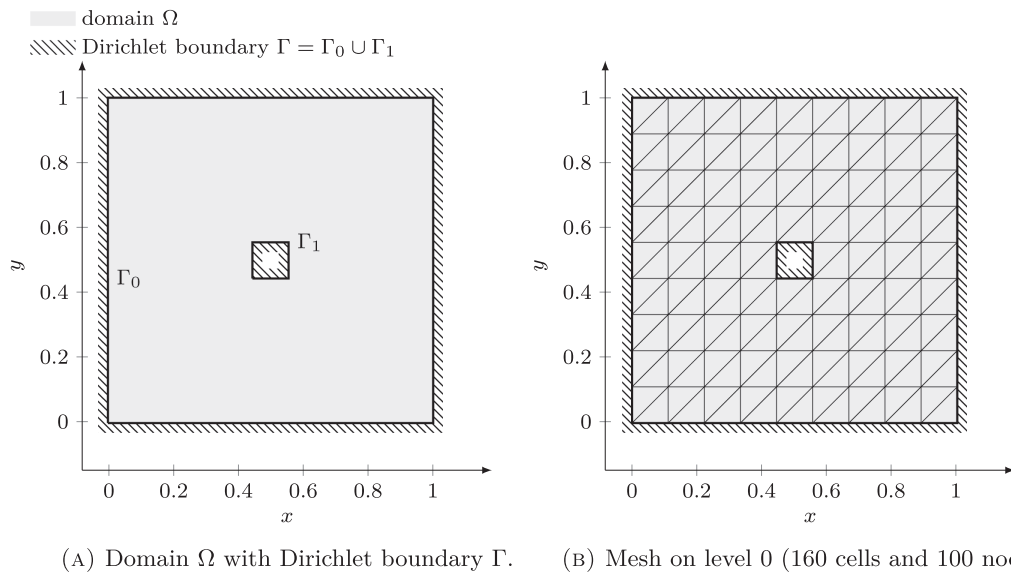 domain Ω
Dirichlet boundary Γ = Γ₀ ∪ Γ₁
1
0.8
0.6
0.4
0.2
0
y
Γ₁
Γ₀
0 0.2 0.4 0.6 0.8 1
x
1
0.8
0.6
0.4
0.2
0
y
0 0.2 0.4 0.6 0.8 1
x
(A) Domain Ω with Dirichlet boundary Γ.
(B) Mesh on level 0 (160 cells and 100